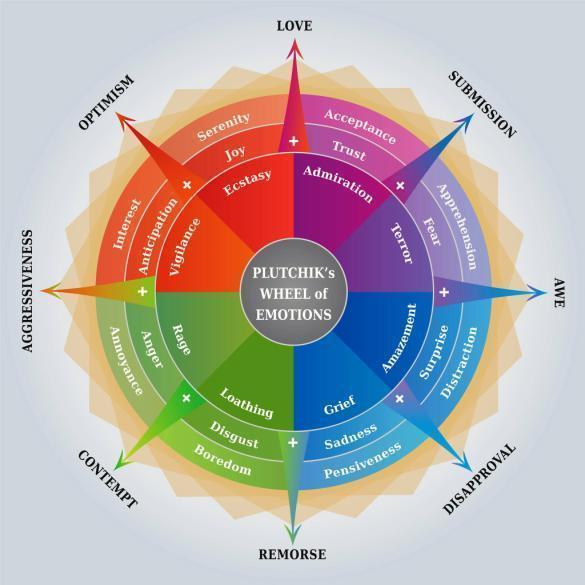 LOVE
SUBMISSION
AWE
DISAPPROVAL
REMORSE
CONTEMPT
AGGRESSIVENESS
OPTIMISM
Serenity
Joy
Ecstasy
Acceptance
Trust
Admiration
Apprehension
Fear
Terror
Distraction
Surprise
Amazement
Pensiveness
Sadness
Grief
Boredom
Disgust
Loathing
Annoyance
Anger
Rage
Interest
Anticipation
Vigilance
+
+
+
+
+
+
+
+
PLUTCHIK's
WHEEL of
EMOTIONS